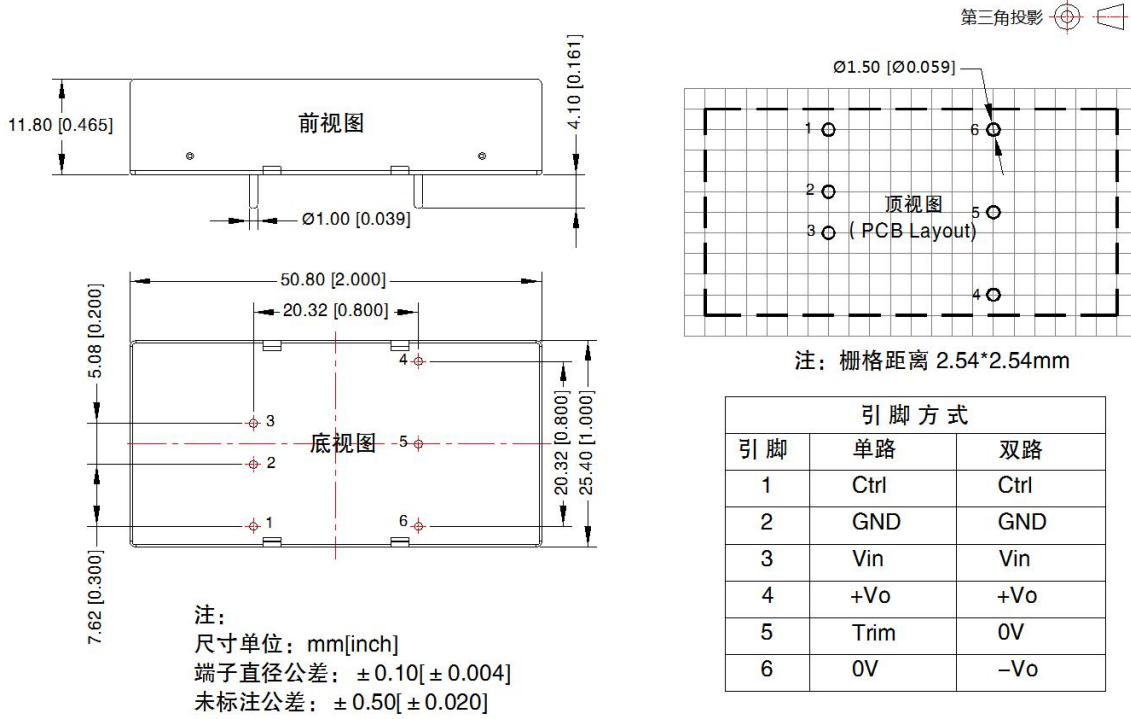 第三角投影
11.80 [0.465]
前视图
4.10 [0.161]
Ø1.00 [0.039]
Ø1.50 [Ø0.059]
1
6
2
顶视图
5
3
( PCB Layout)
4
注：栅格距离 2.54*2.54mm
50.80 [2.000]
20.32 [0.800]
5.08 [0.200]
4
3
底视图
5
2
1
6
20.32 [0.800]
25.40 [1.000]
7.62 [0.300]
注：
尺寸单位：mm[inch]
端子直径公差：±0.10[±0.004]
未标注公差：±0.50[±0.020]
引脚方式
引脚 单路 双路
1 Ctrl Ctrl
2 GND GND
3 Vin Vin
4 +Vo +Vo
5 Trim 0V
6 0V −Vo